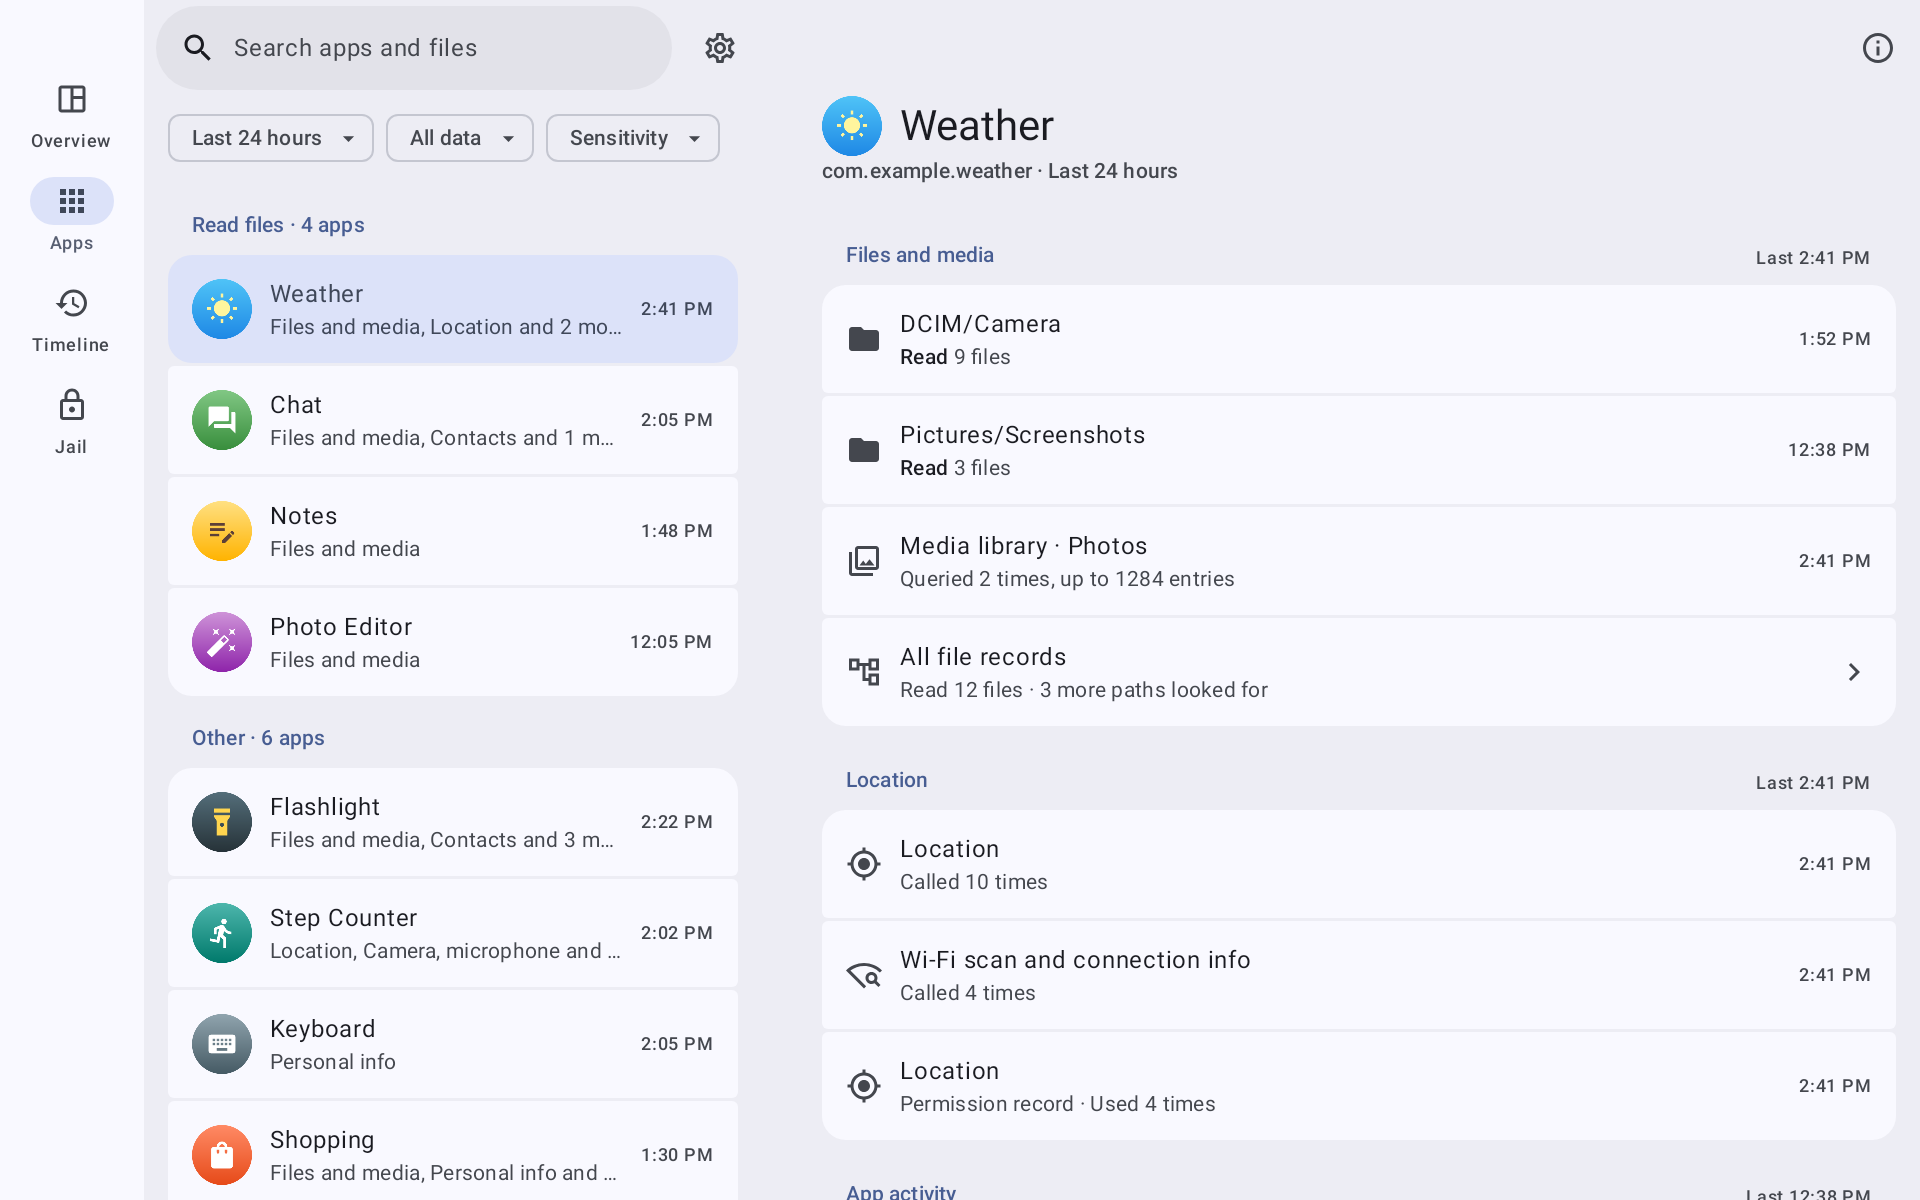 Search apps and files
Overview
Apps
Timeline
Jail
Last 24 hours
All data
Sensitivity
Read files · 4 apps
Weather
Files and media, Location and 2 mo…
2:41 PM
Chat
Files and media, Contacts and 1 m…
2:05 PM
Notes
Files and media
1:48 PM
Photo Editor
Files and media
12:05 PM
Other · 6 apps
Flashlight
Files and media, Contacts and 3 m…
2:22 PM
Step Counter
Location, Camera, microphone and …
2:02 PM
Keyboard
Personal info
2:05 PM
Shopping
Files and media, Personal info and …
1:30 PM
Weather
com.example.weather · Last 24 hours
Files and media
Last 2:41 PM
DCIM/Camera
Read 9 files
1:52 PM
Pictures/Screenshots
Read 3 files
12:38 PM
Media library · Photos
Queried 2 times, up to 1284 entries
2:41 PM
All file records
Read 12 files · 3 more paths looked for
Location
Last 2:41 PM
Location
Called 10 times
2:41 PM
Wi-Fi scan and connection info
Called 4 times
2:41 PM
Location
Permission record · Used 4 times
2:41 PM
App activity
Last 12:38 PM